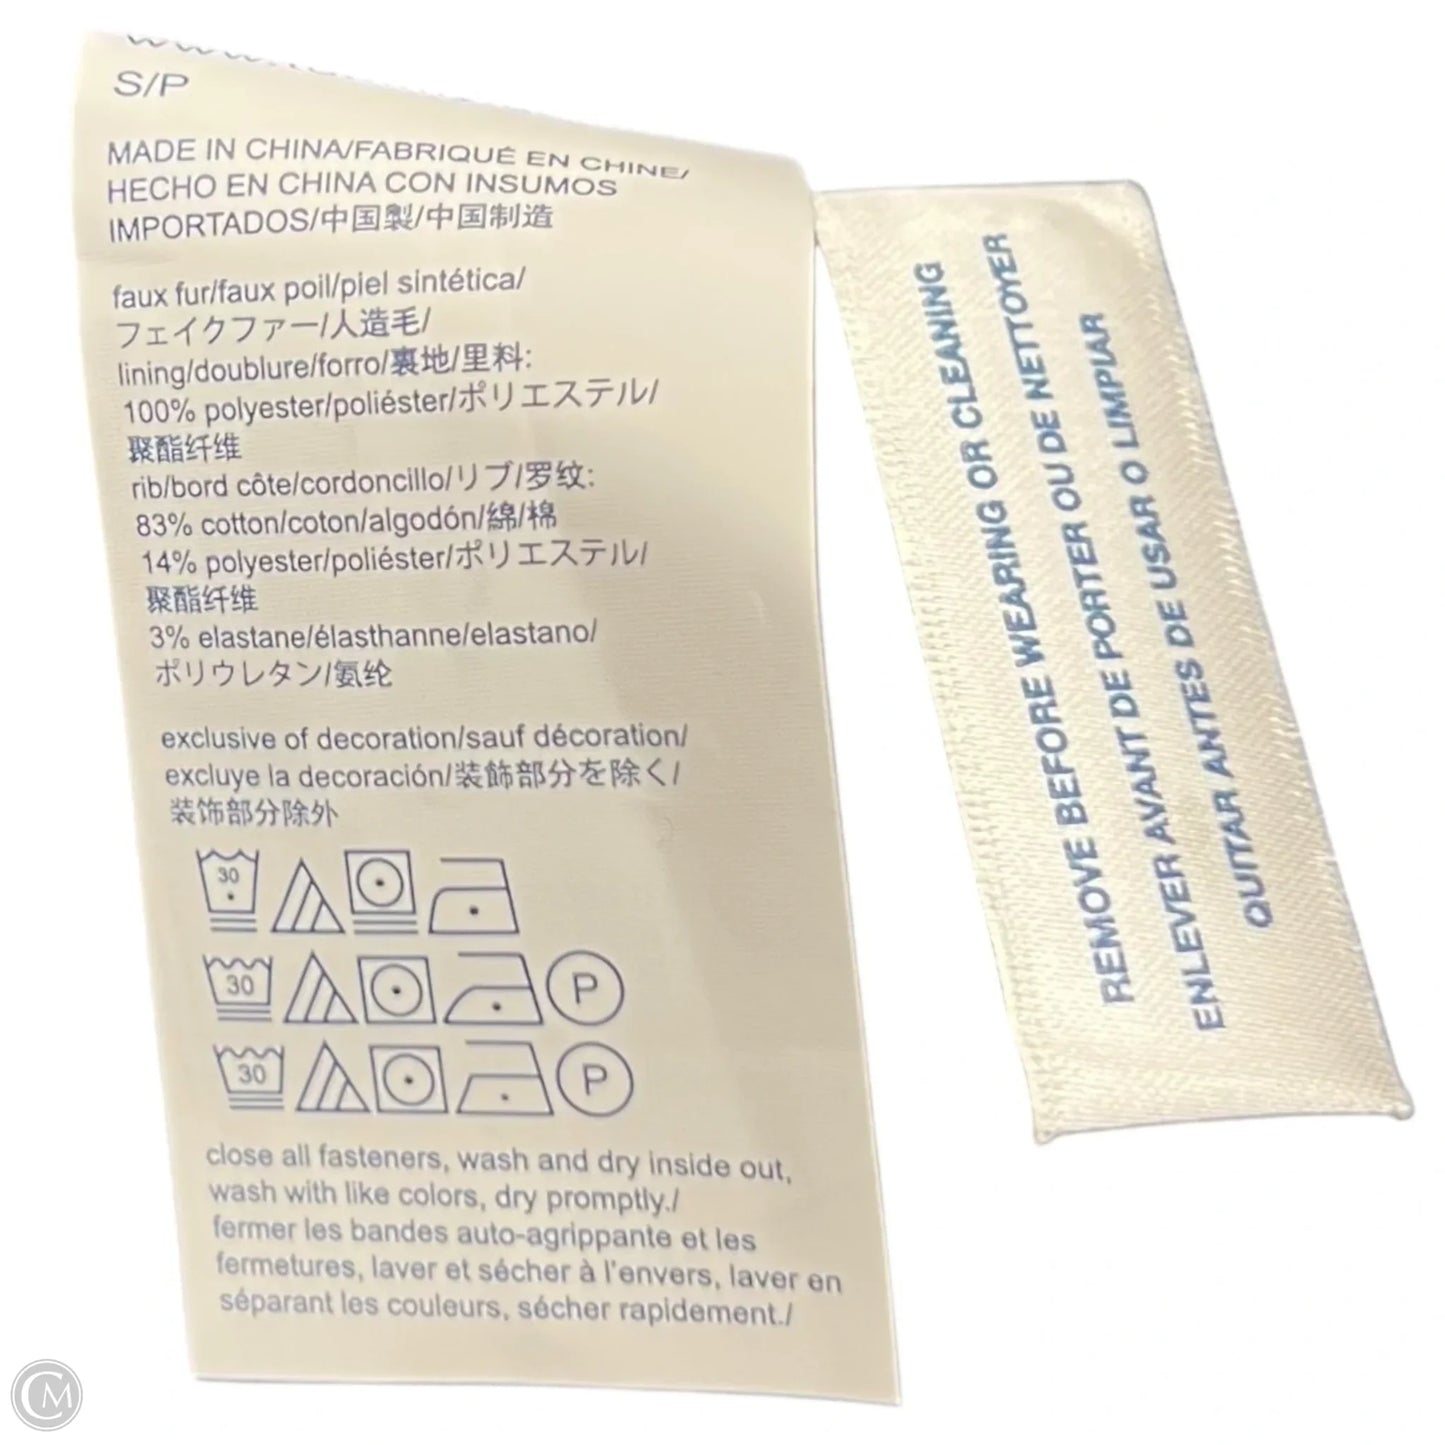 S/P
MADE IN CHINA/FABRIQUÉ EN CHINE/
HECHO EN CHINA CON INSUMOS
IMPORTADOS/中国製/中国制造
faux fur/faux poil/piel sintética/
フェイクファー/人造毛/
lining/doublure/forro/裏地/里料:
100% polyester/poliéster/ポリエステル/
聚酯纤维
rib/bord côte/cordoncillo/リブ/罗纹:
83% cotton/coton/algodón/綿/棉
14% polyester/poliéster/ポリエステル/
聚酯纤维
3% elastane/élasthanne/elastano/
ポリウレタン/氨纶
exclusive of decoration/sauf décoration/
excluye la decoración/装飾部分を除く/
装饰部分除外
30
30 P
30 P
close all fasteners, wash and dry inside out,
wash with like colors, dry promptly./
fermer les bandes auto-agrippante et les
fermetures, laver et sécher à l'envers, laver en
séparant les couleurs, sécher rapidement./
REMOVE BEFORE WEARING OR CLEANING
ENLEVER AVANT DE PORTER OU DE NETTOYER
QUITAR ANTES DE USAR O LIMPIAR
CM